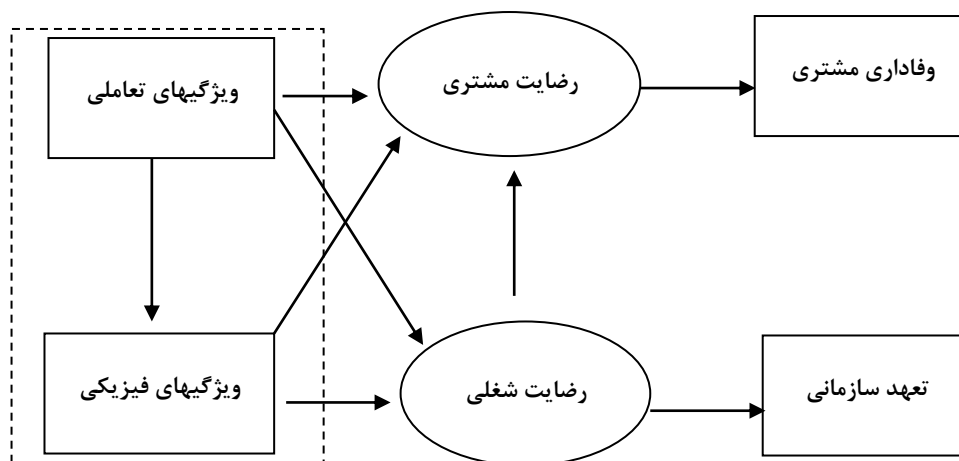 وفاداری مشتری
رضایت مشتری
ویژگیهای تعاملی
تعهد سازمانی
رضایت شغلی
ویژگیهای فیزیکی